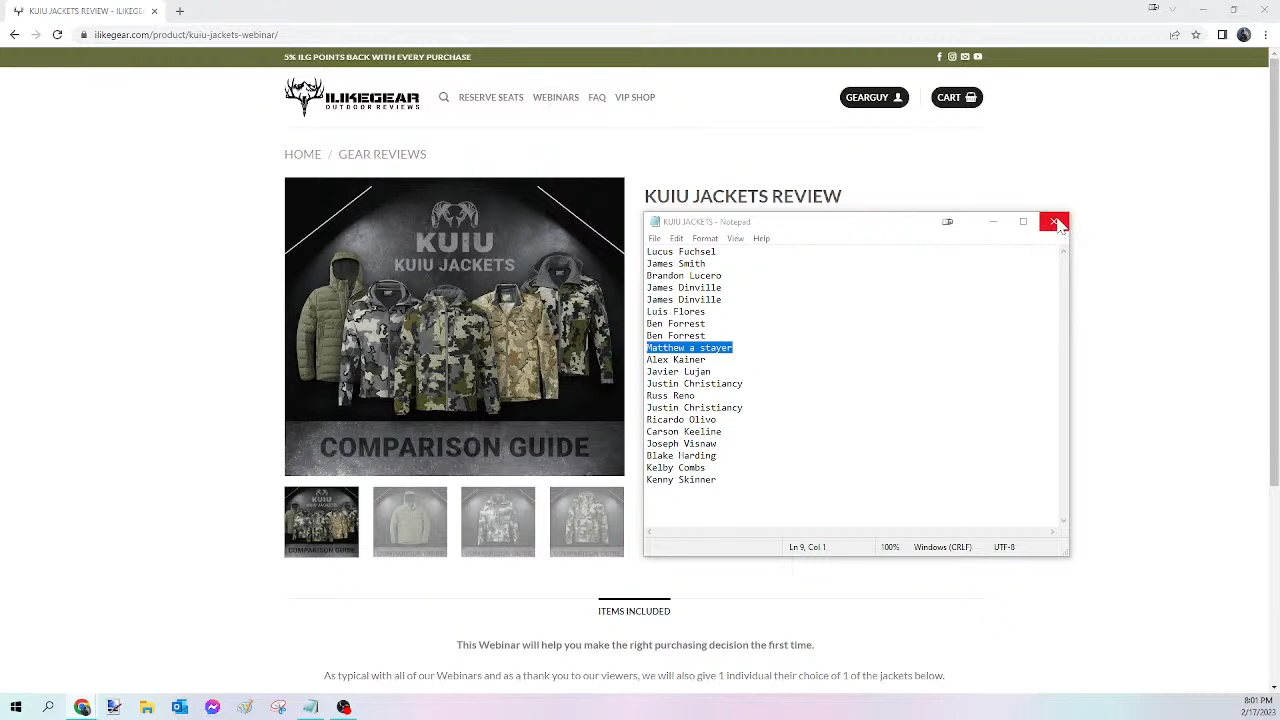 KUIU JACKETS REVIEW - ILIKEGEA
ilikegear.com/product/kuiu-jackets-webinar/
5% ILG POINTS BACK WITH EVERY PURCHASE
ILIKEGEAR
OUTDOOR REVIEWS
RESERVE SEATS
WEBINARS
FAQ
VIP SHOP
GEARGUY
CART
HOME / GEAR REVIEWS
KUIU
KUIU JACKETS
COMPARISON GUIDE
KUIU JACKETS REVIEW
KUIU JACKETS - Notepad
File Edit Format View Help
Lucus Fuchsel
James Smith
Brandon Lucero
James Dinville
James Dinville
Luis Flores
Ben Forrest
Ben Forrest
Matthew a stayer
Alex Kainer
Javier Lujan
Justin Christiancy
Russ Reno
Justin Christiancy
Ricardo Olivo
Carson Keeline
Joseph Visnaw
Blake Harding
Kelby Combs
Kenny Skinner
Ln 9, Col 1
100%
Windows (CRLF)
UTF-8
KUIU
KUIU JACKETS
COMPARISON GUIDE
ITEMS INCLUDED
This Webinar will help you make the right purchasing decision the first time.
As typical with all of our Webinars and as a thank you to our viewers, we will also give 1 individual their choice of 1 of the jackets below.
8:01 PM
2/17/2023